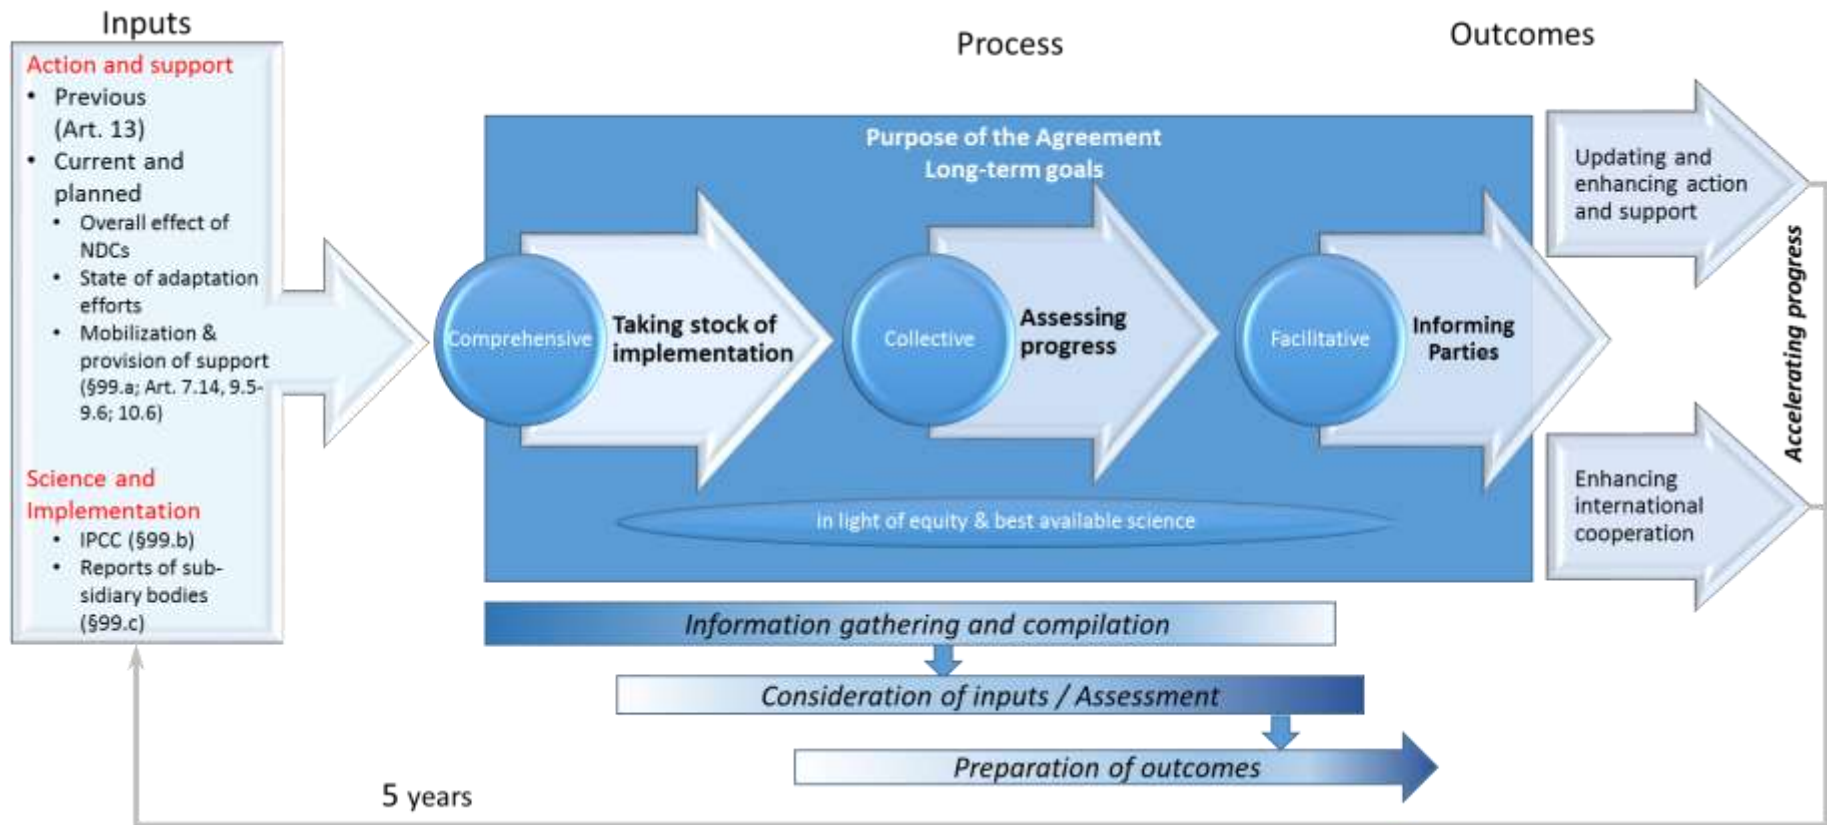 Inputs
Action and support
• Previous
(Art. 13)
• Current and
planned
• Overall effect of
NDCs
• State of adaptation
efforts
• Mobilization &
provision of support
(§99.a; Art. 7.14, 9.5-
9.6; 10.6)
Science and
Implementation
• IPCC (§99.b)
• Reports of sub-
sidiary bodies
(§99.c)
Process
Purpose of the Agreement
Long-term goals
Comprehensive
Taking stock of
implementation
Collective
Assessing
progress
Facilitative
Informing
Parties
in light of equity & best available science
Information gathering and compilation
Consideration of inputs / Assessment
Preparation of outcomes
Outcomes
Updating and
enhancing action
and support
Enhancing
international
cooperation
Accelerating progress
5 years